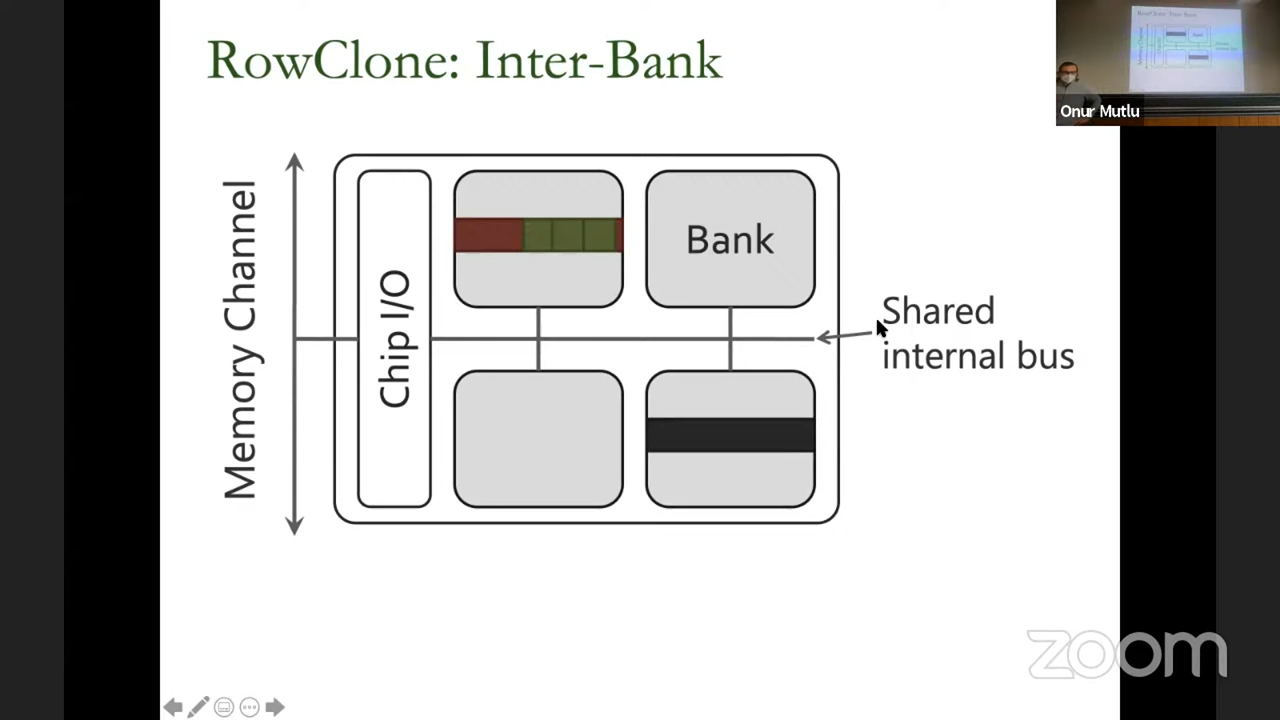 RowClone: Inter-Bank
Onur Mutlu
Memory Channel
Chip I/O
Bank
Shared
internal bus
zoom